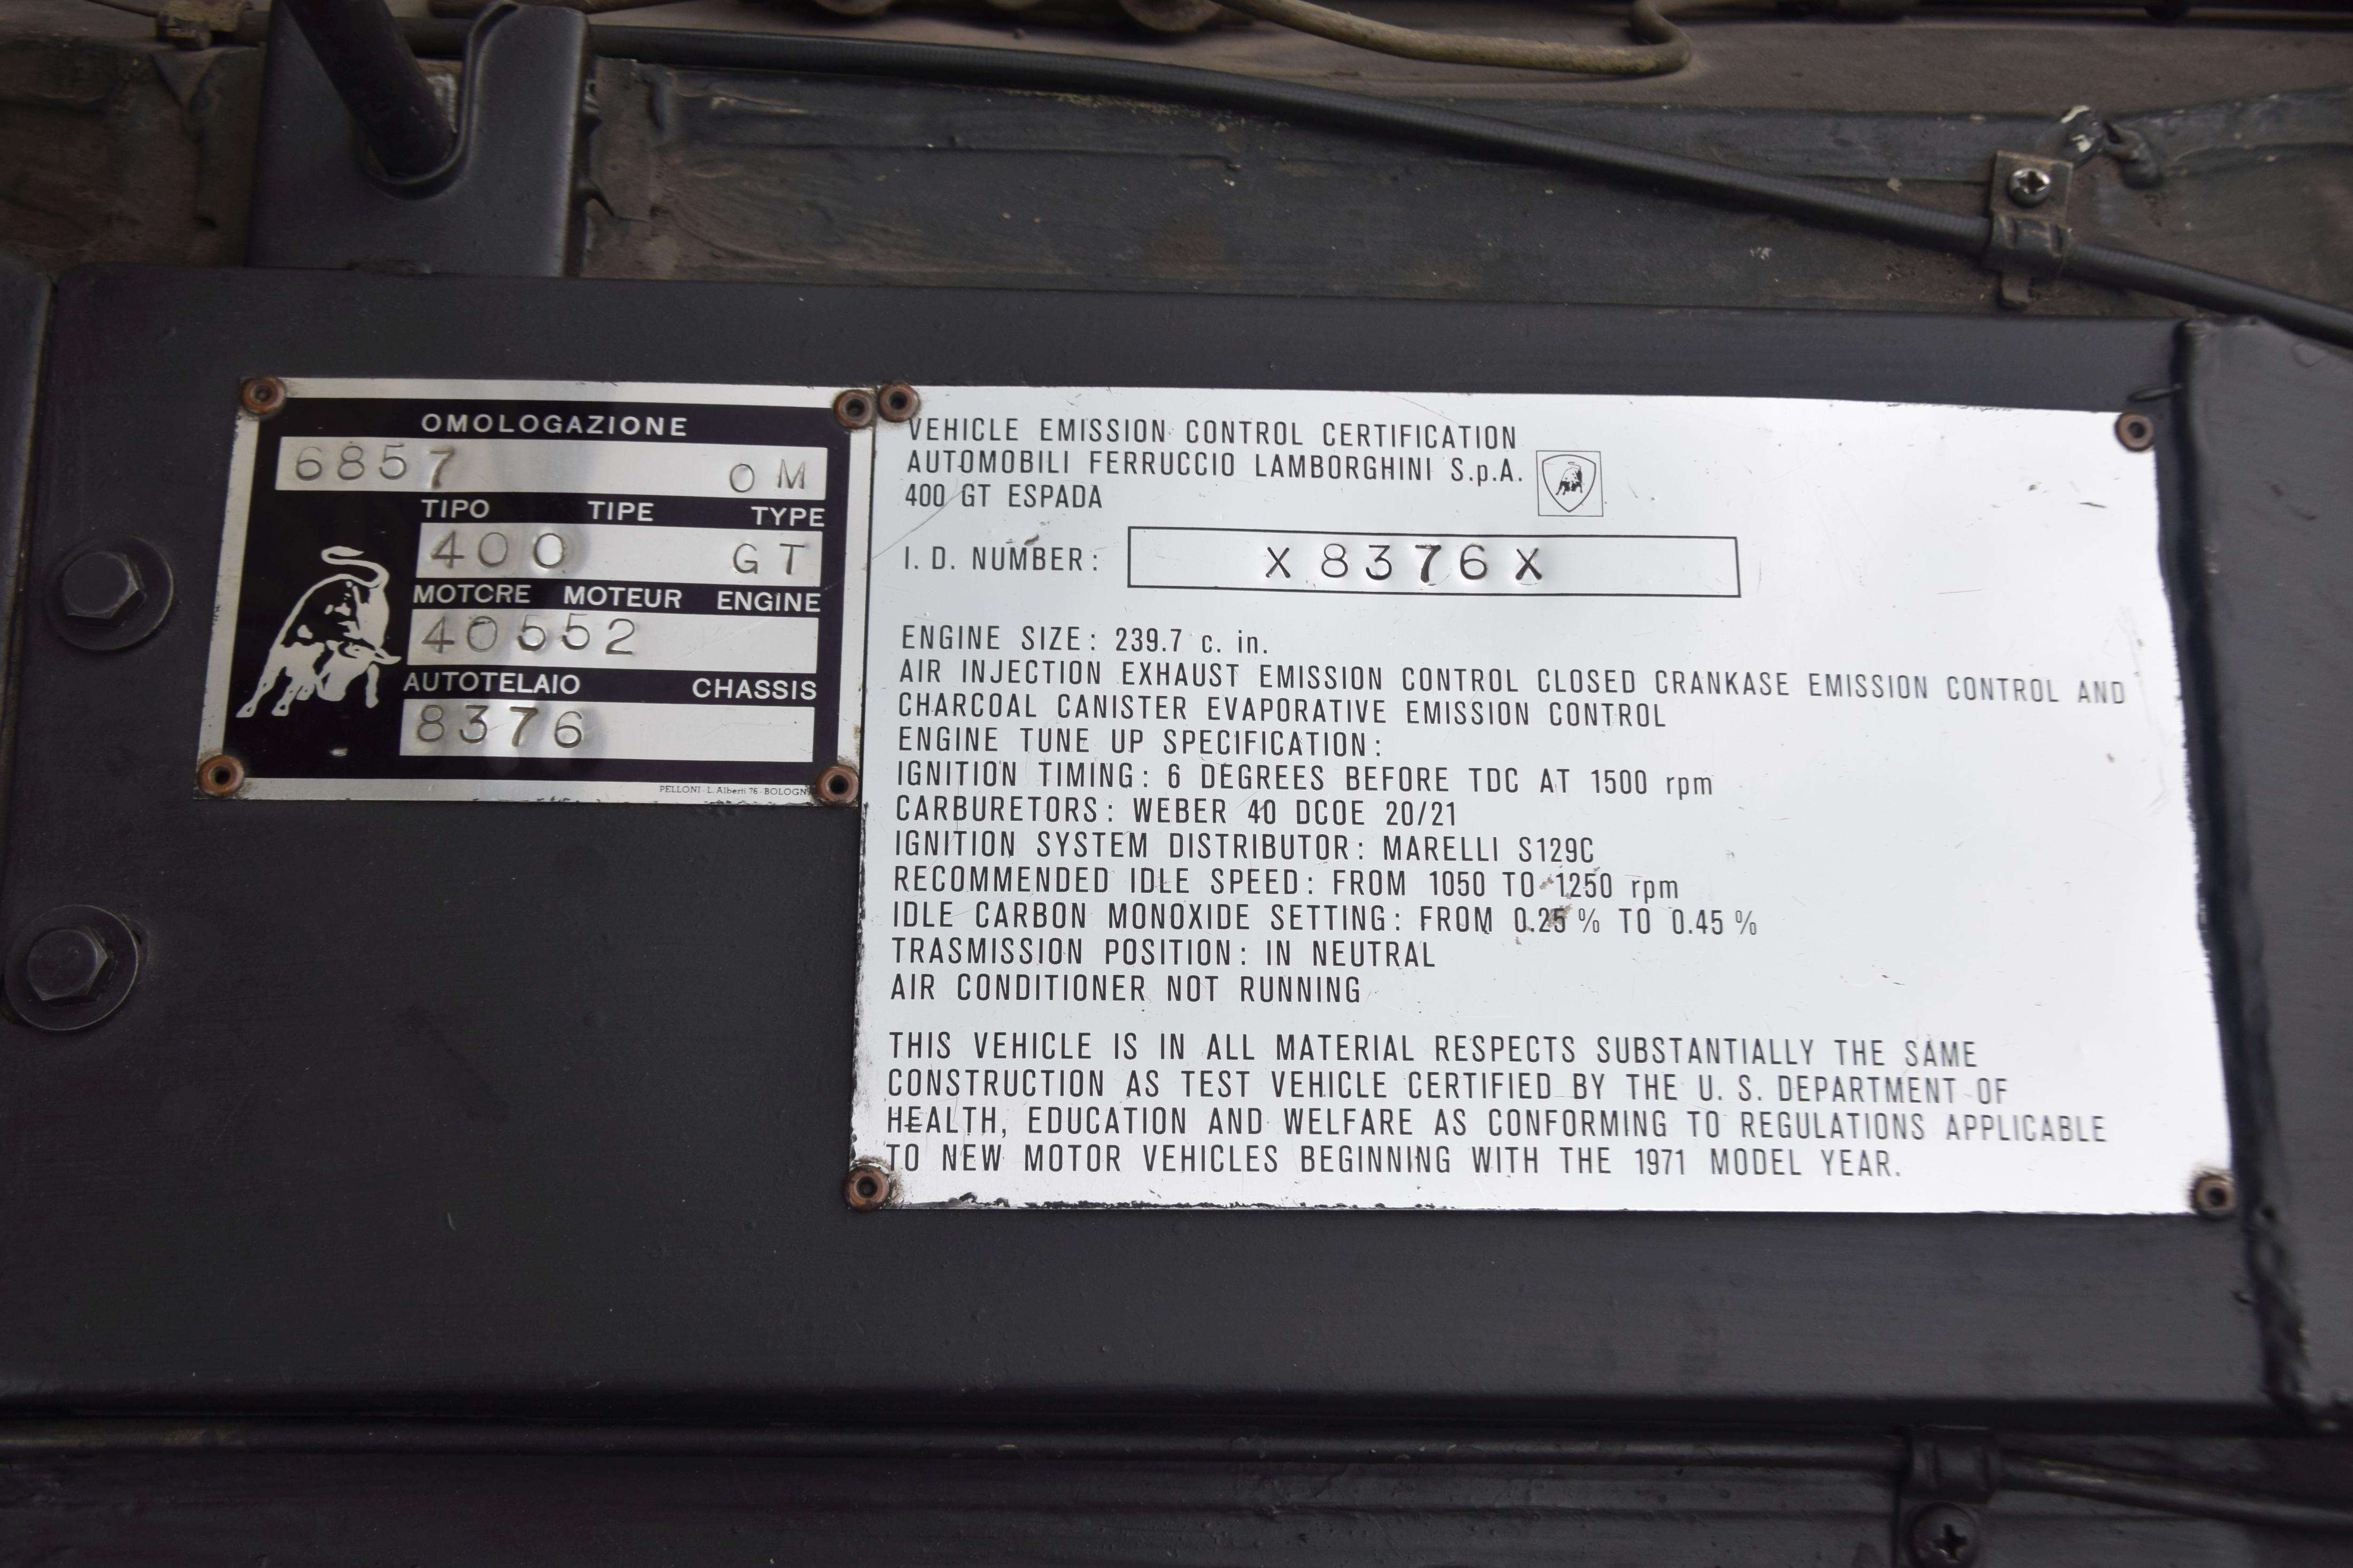 OMOLOGAZIONE
6857 OM
TIPO TIPE TYPE
400 GT
MOTORE MOTEUR ENGINE
40552
AUTOTELAIO CHASSIS
8376
PELLONI - L. Alberti 76 - BOLOGN
VEHICLE EMISSION CONTROL CERTIFICATION
AUTOMOBILI FERRUCCIO LAMBORGHINI S.p.A.
400 GT ESPADA
I. D. NUMBER: X8376X
ENGINE SIZE: 239.7 c. in.
AIR INJECTION EXHAUST EMISSION CONTROL CLOSED CRANKASE EMISSION CONTROL AND
CHARCOAL CANISTER EVAPORATIVE EMISSION CONTROL
ENGINE TUNE UP SPECIFICATION:
IGNITION TIMING: 6 DEGREES BEFORE TDC AT 1500 rpm
CARBURETORS: WEBER 40 DCOE 20/21
IGNITION SYSTEM DISTRIBUTOR: MARELLI S129C
RECOMMENDED IDLE SPEED: FROM 1050 TO 1250 rpm
IDLE CARBON MONOXIDE SETTING: FROM 0.25 % TO 0.45 %
TRASMISSION POSITION: IN NEUTRAL
AIR CONDITIONER NOT RUNNING
THIS VEHICLE IS IN ALL MATERIAL RESPECTS SUBSTANTIALLY THE SAME
CONSTRUCTION AS TEST VEHICLE CERTIFIED BY THE U. S. DEPARTMENT OF
HEALTH, EDUCATION AND WELFARE AS CONFORMING TO REGULATIONS APPLICABLE
TO NEW MOTOR VEHICLES BEGINNING WITH THE 1971 MODEL YEAR.